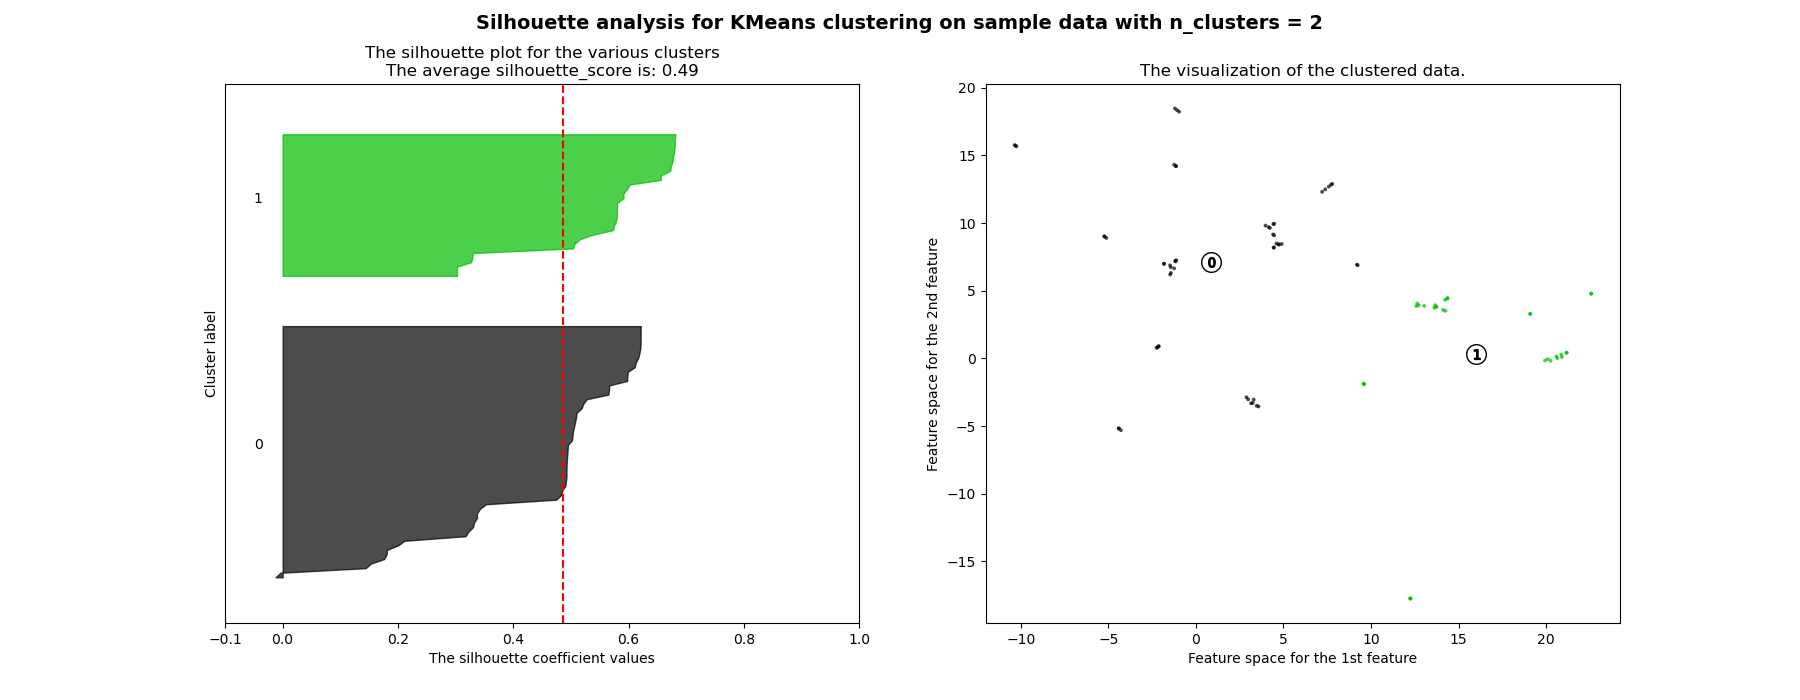 Silhouette analysis for KMeans clustering on sample data with n_clusters = 2
The silhouette plot for the various clusters
The average silhouette_score is: 0.49
Cluster label
1
0
−0.1 0.0 0.2 0.4 0.6 0.8 1.0
The silhouette coefficient values
The visualization of the clustered data.
Feature space for the 2nd feature
20
15
10
5
0
−5
−10
−15
0
1
−10 −5 0 5 10 15 20
Feature space for the 1st feature